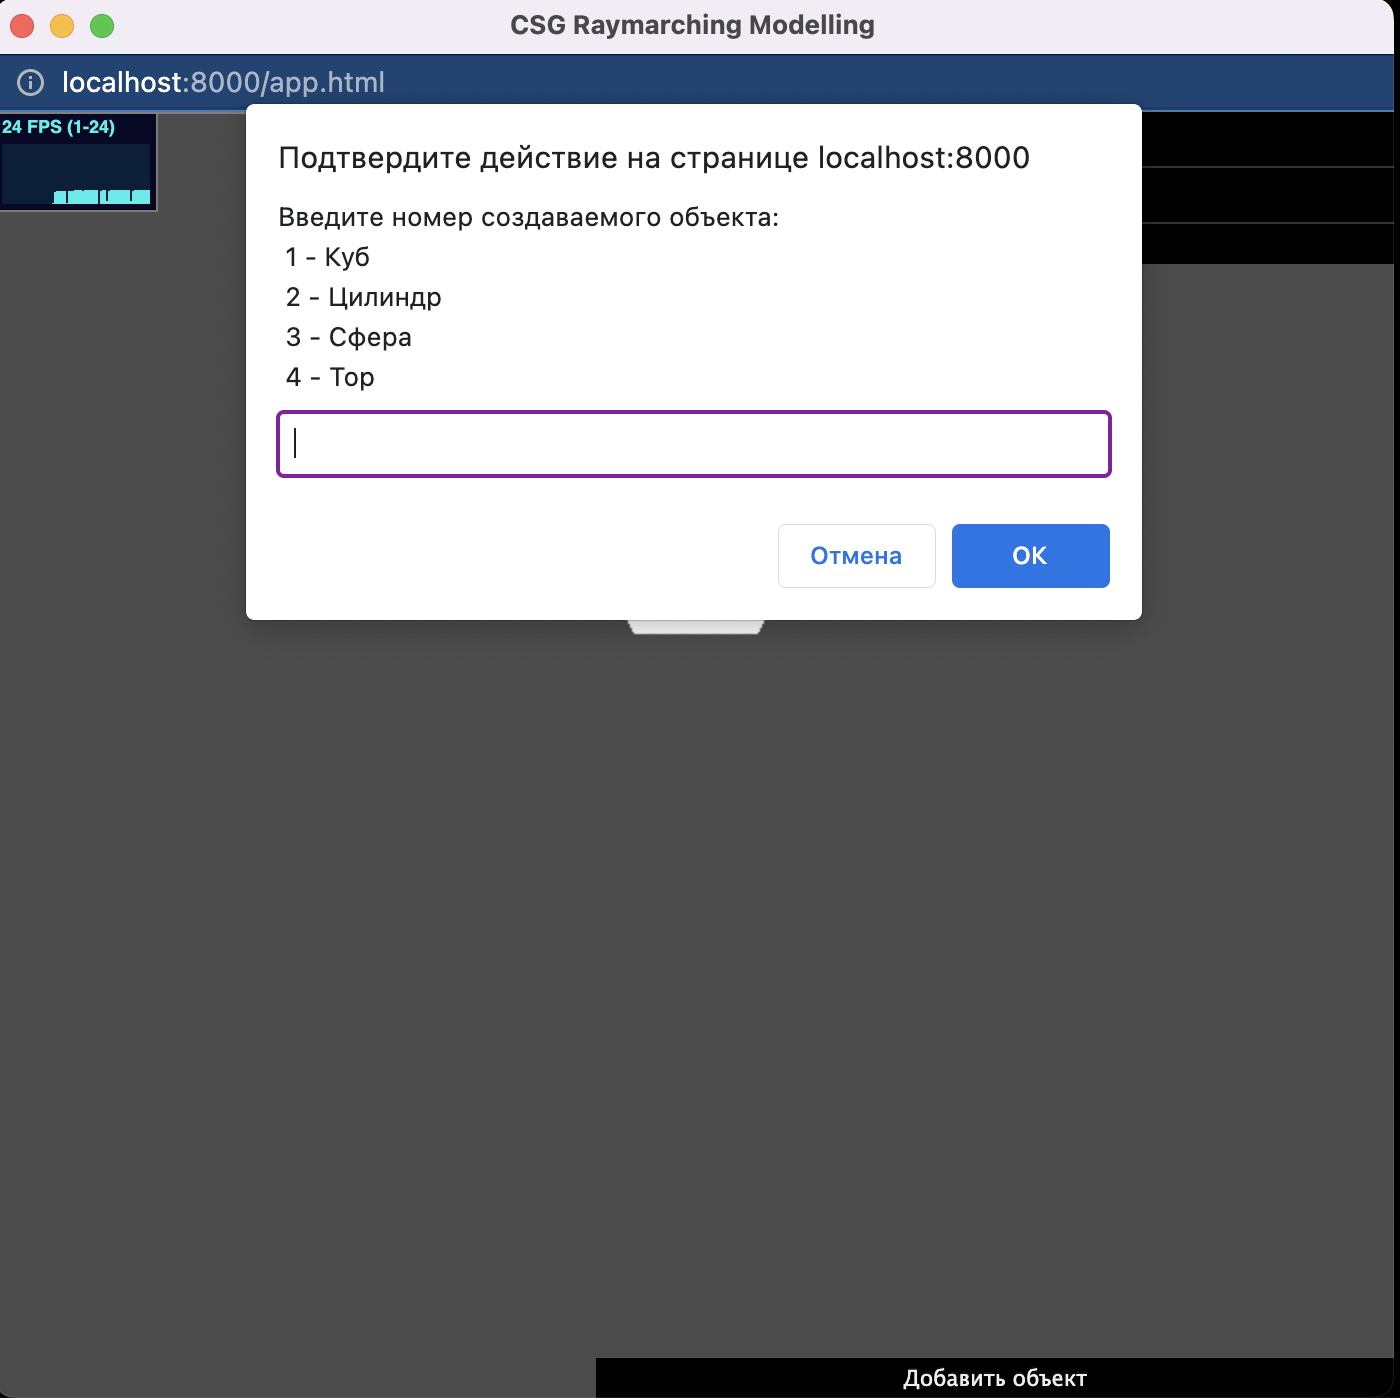 CSG Raymarching Modelling
localhost:8000/app.html
24 FPS (1-24)
Подтвердите действие на странице localhost:8000
Введите номер создаваемого объекта:
1 - Куб
2 - Цилиндр
3 - Сфера
4 - Тор
Отмена
ОК
Добавить объект